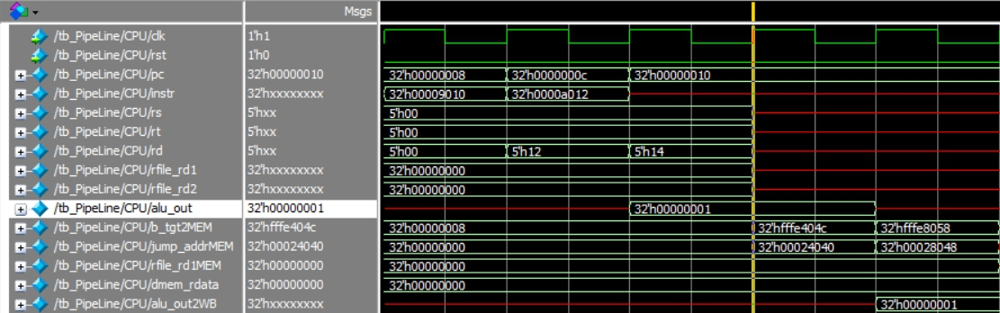 Msgs
/tb_PipeLine/CPU/clk 1'h1
/tb_PipeLine/CPU/rst 1'h0
/tb_PipeLine/CPU/pc 32'h00000010 32'h00000008 32'h0000000c 32'h00000010
/tb_PipeLine/CPU/instr 32'hxxxxxxxx 32'h00009010 32'h0000a012
/tb_PipeLine/CPU/rs 5'hxx 5'h00
/tb_PipeLine/CPU/rt 5'hxx 5'h00
/tb_PipeLine/CPU/rd 5'hxx 5'h00 5'h12 5'h14
/tb_PipeLine/CPU/rfile_rd1 32'hxxxxxxxx 32'h00000000
/tb_PipeLine/CPU/rfile_rd2 32'hxxxxxxxx 32'h00000000
/tb_PipeLine/CPU/alu_out 32'h00000001 32'h00000001
/tb_PipeLine/CPU/b_tgt2MEM 32'hfffe404c 32'h00000008 32'hfffe404c 32'hfffe8058
/tb_PipeLine/CPU/jump_addrMEM 32'h00024040 32'h00000000 32'h00024040 32'h00028048
/tb_PipeLine/CPU/rfile_rd1MEM 32'h00000000 32'h00000000
/tb_PipeLine/CPU/dmem_rdata 32'h00000000 32'h00000000
/tb_PipeLine/CPU/alu_out2WB 32'hxxxxxxxx 32'h00000001